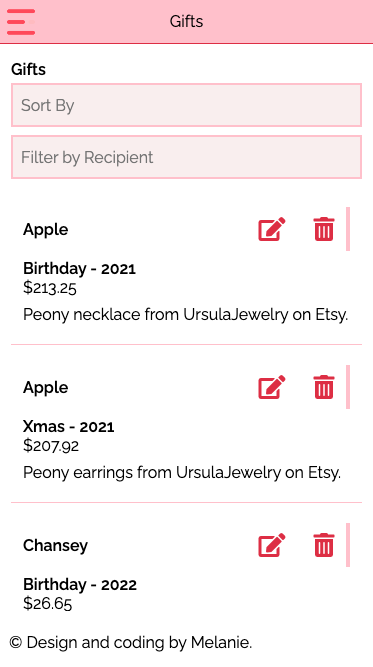 Gifts
Gifts
Sort By
Filter by Recipient
Apple
Birthday - 2021
$213.25
Peony necklace from UrsulaJewelry on Etsy.
Apple
Xmas - 2021
$207.92
Peony earrings from UrsulaJewelry on Etsy.
Chansey
Birthday - 2022
$26.65
© Design and coding by Melanie.